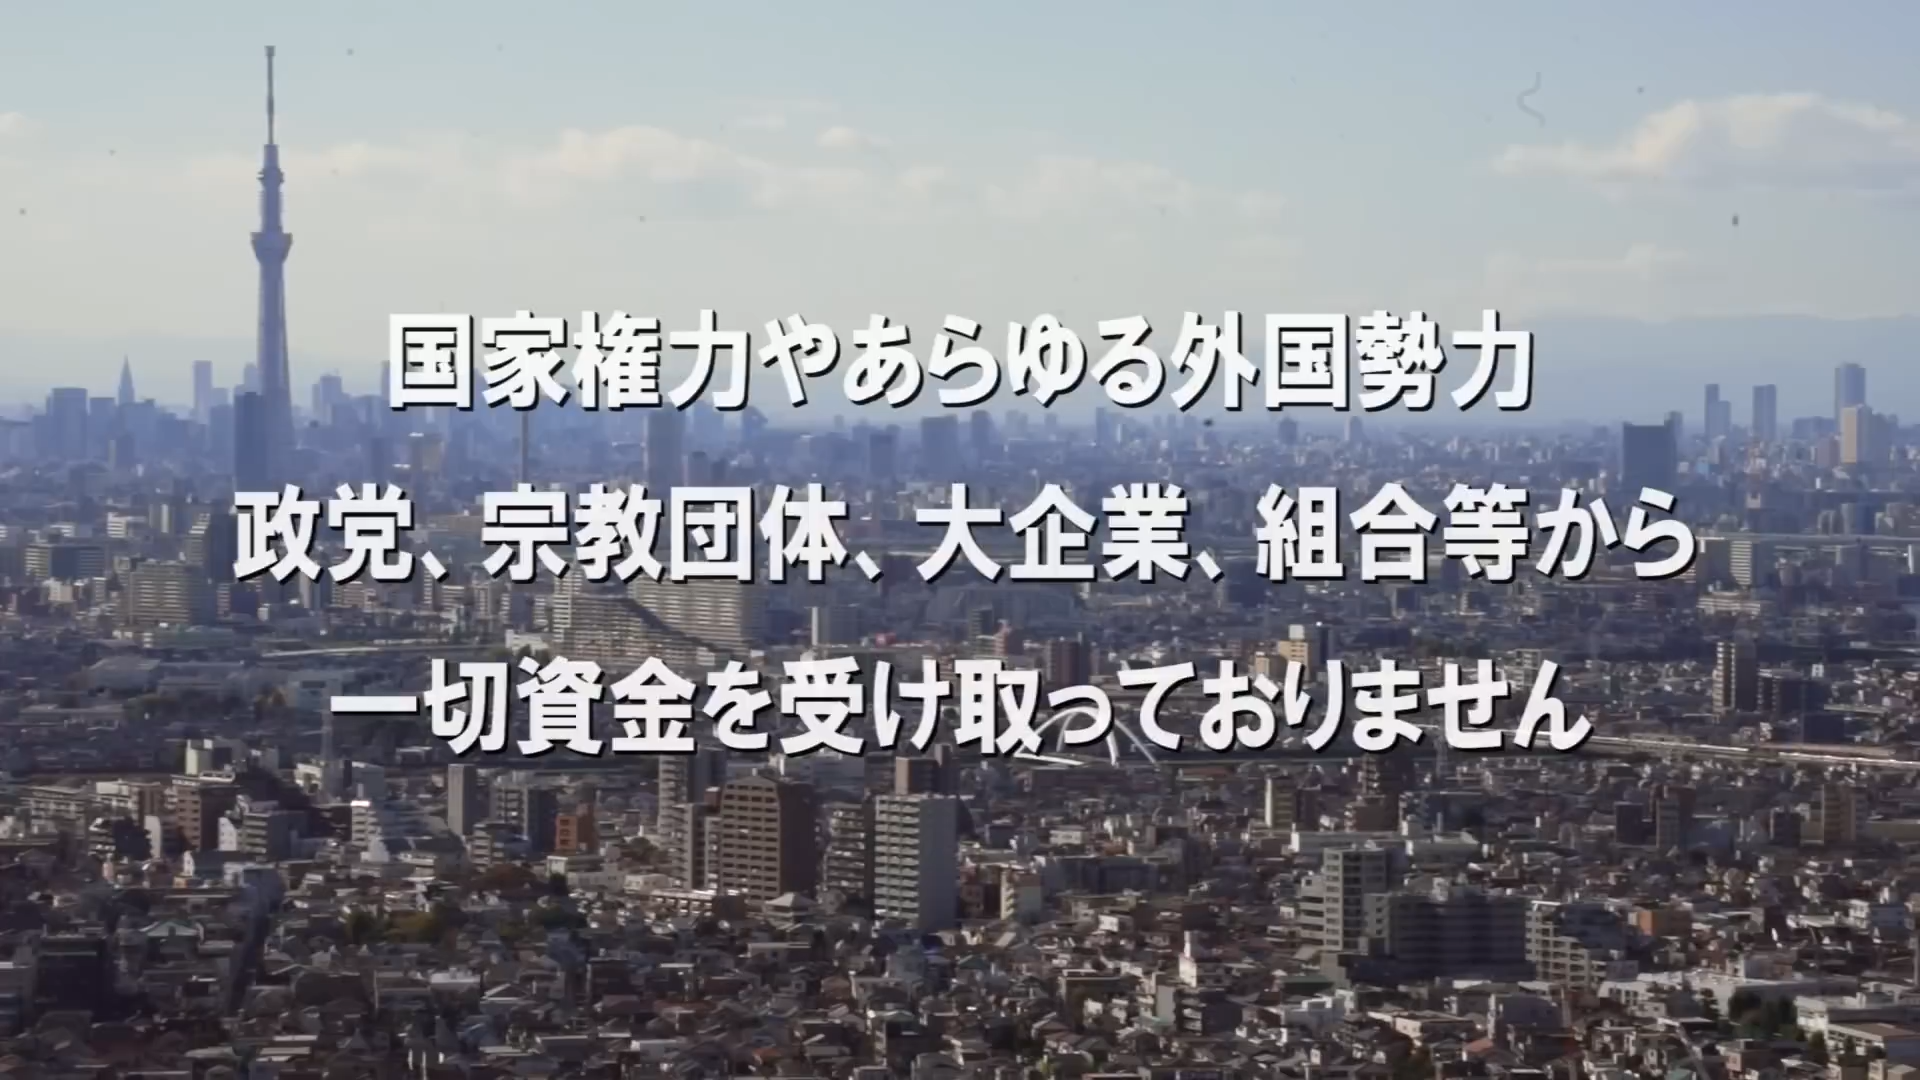 国家権力やあらゆる外国勢力
政党、宗教団体、大企業、組合等から
一切資金を受け取っておりません